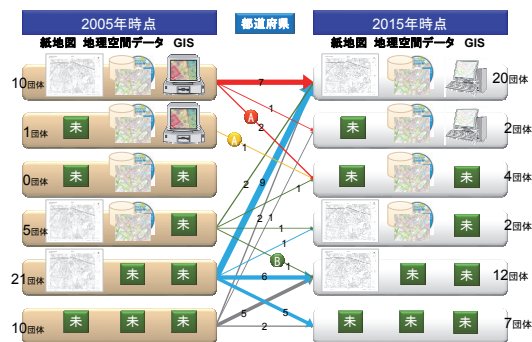 2005年時点 都道府県 2015年時点
紙地図 地理空間データ GIS 紙地図 地理空間データ GIS
10団体 7 20団体
1団体 未 A 1 2 未 2団体
A 1
0団体 未 未 2 9 1 未 未 4団体
5団体 未 2 1 1 未 2団体
1
B 1
21団体 未 未 6 未 未 12団体
10団体 未 未 未 5 5 未 未 未 7団体
2